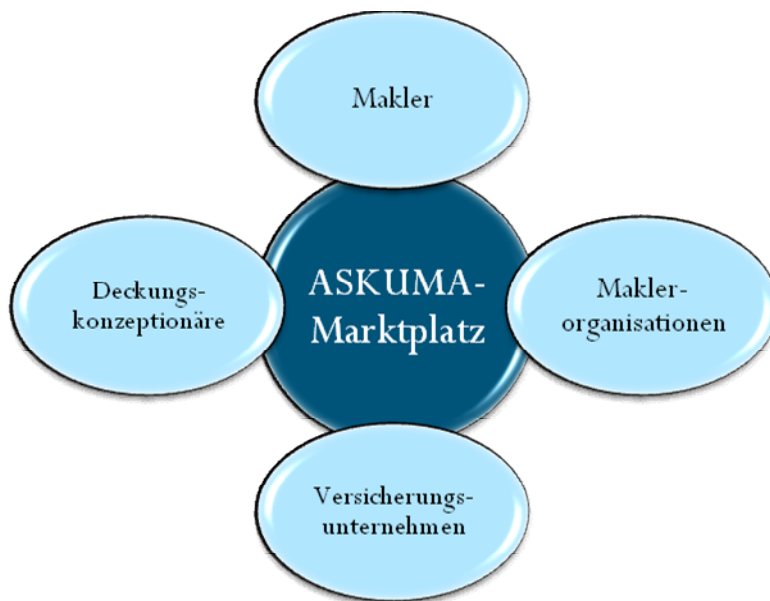 Makler
Deckungs-
konzeptionäre
ASKUMA-
Marktplatz
Makler-
organisationen
Versicherungs-
unternehmen